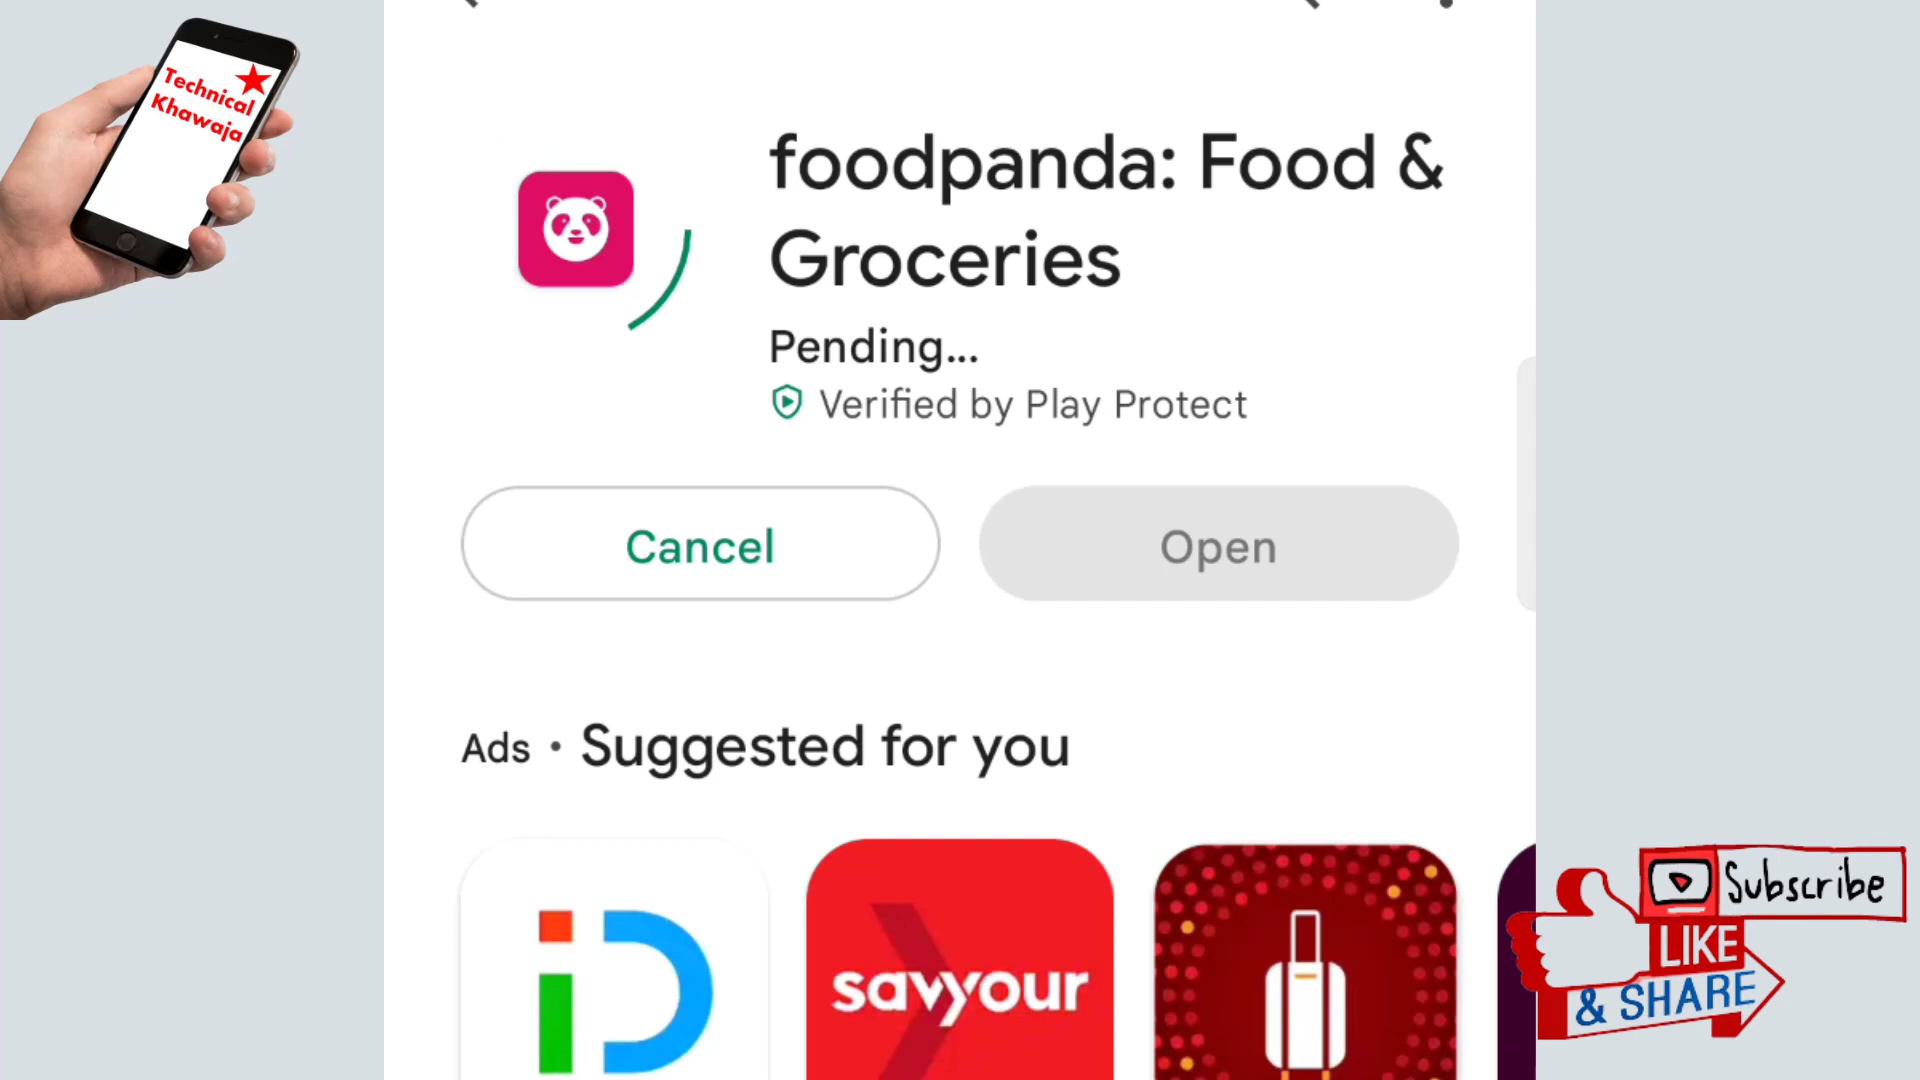 Technical
Khawaja
foodpanda: Food &
Groceries
Pending...
Verified by Play Protect
Cancel
Open
Ads • Suggested for you
iD
savyour
Subscribe
LIKE
& SHARE